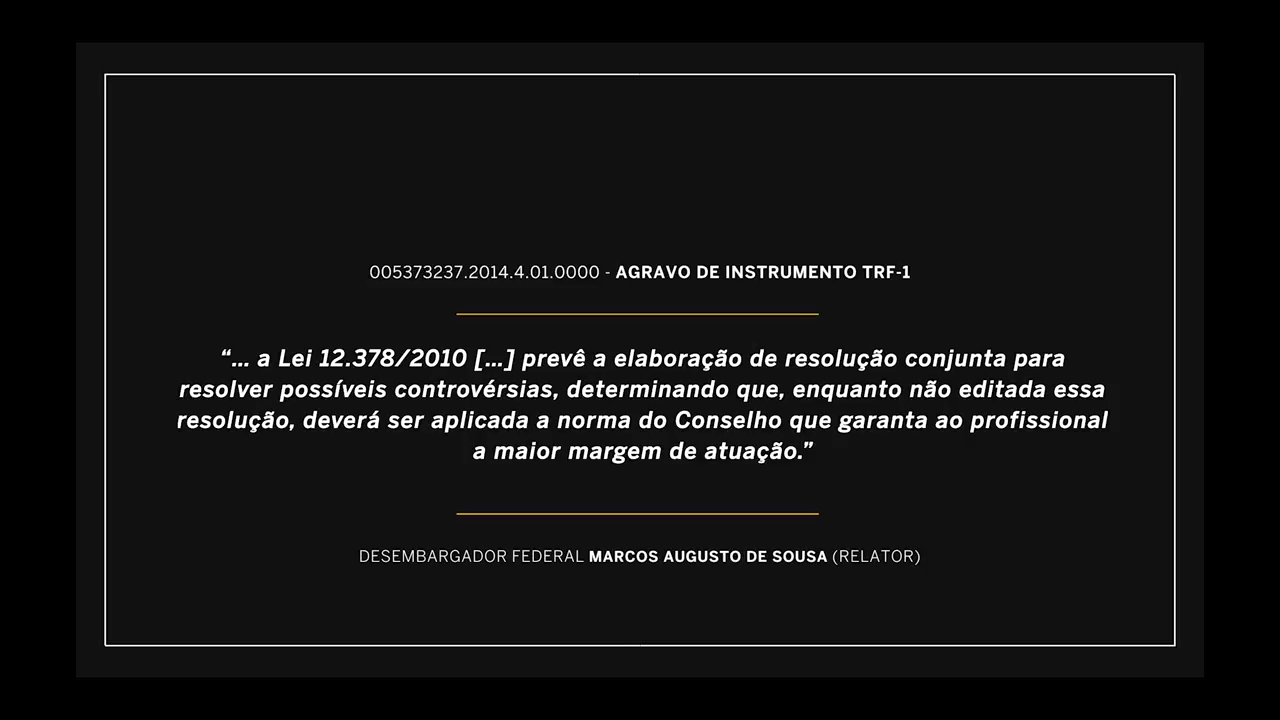 005373237.2014.4.01.0000 - AGRAVO DE INSTRUMENTO TRF-1
“... a Lei 12.378/2010 [...] prevê a elaboração de resolução conjunta para
resolver possíveis controvérsias, determinando que, enquanto não editada essa
resolução, deverá ser aplicada a norma do Conselho que garanta ao profissional
a maior margem de atuação.”
DESEMBARGADOR FEDERAL MARCOS AUGUSTO DE SOUSA (RELATOR)